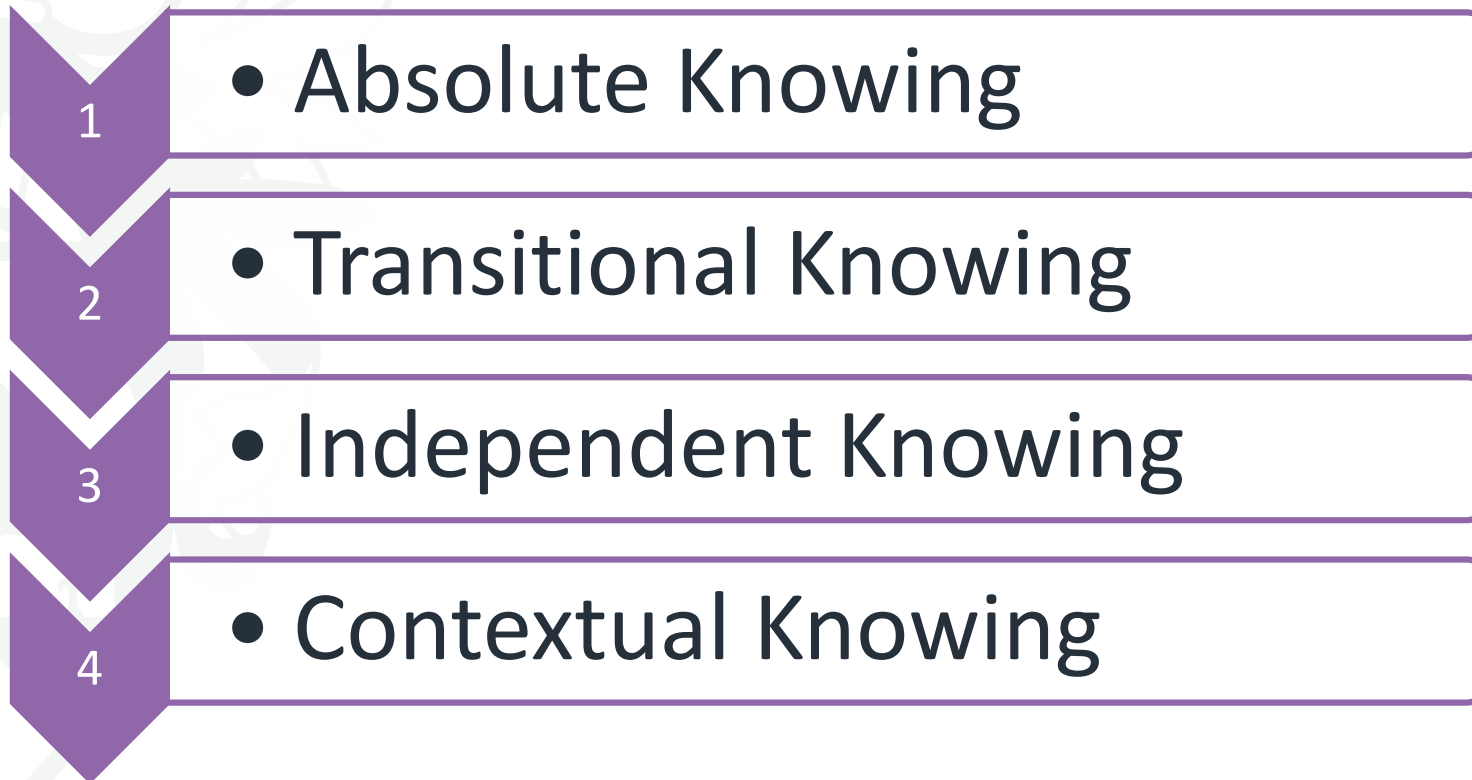 1
• Absolute Knowing
2
• Transitional Knowing
3
• Independent Knowing
4
• Contextual Knowing